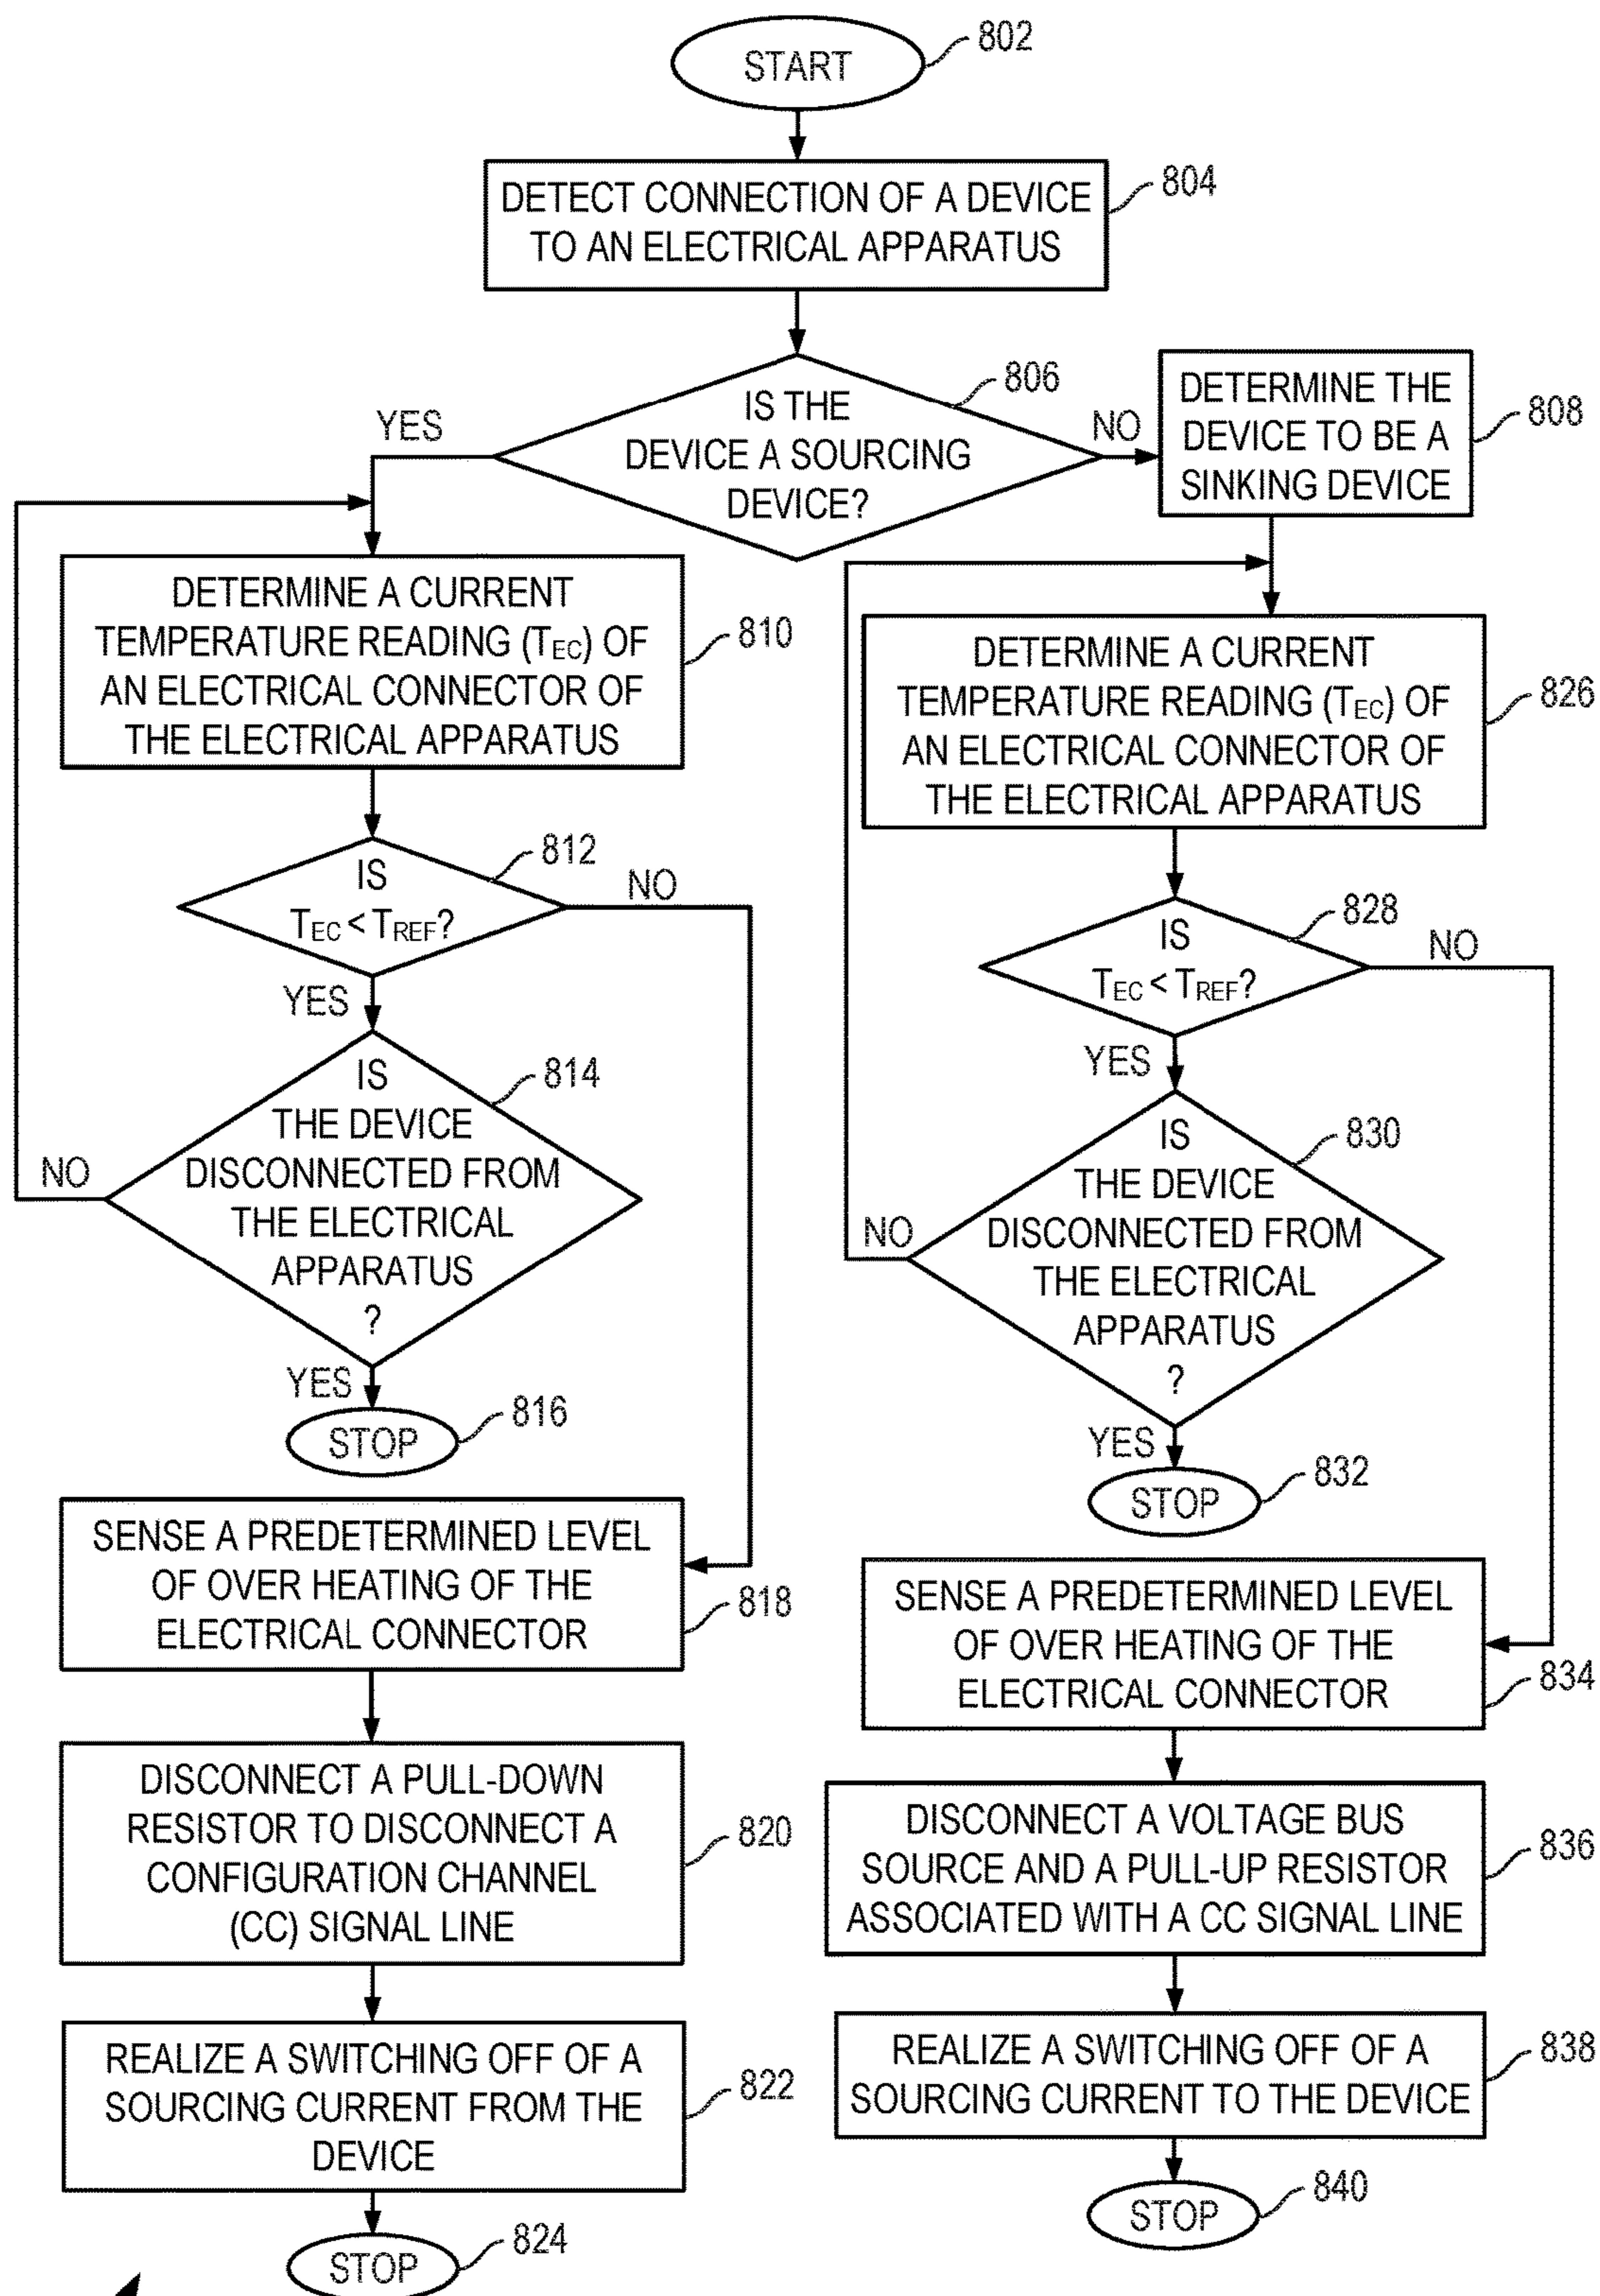 START
802
DETECT CONNECTION OF A DEVICE
TO AN ELECTRICAL APPARATUS
804
IS THE
DEVICE A SOURCING
DEVICE?
806
YES
NO
DETERMINE THE
DEVICE TO BE A
SINKING DEVICE
808
DETERMINE A CURRENT
TEMPERATURE READING (TEC) OF
AN ELECTRICAL CONNECTOR OF
THE ELECTRICAL APPARATUS
810
IS
TEC < TREF?
812
NO
YES
IS
THE DEVICE
DISCONNECTED FROM
THE ELECTRICAL
APPARATUS
?
814
NO
YES
STOP
816
SENSE A PREDETERMINED LEVEL
OF OVER HEATING OF THE
ELECTRICAL CONNECTOR
818
DISCONNECT A PULL-DOWN
RESISTOR TO DISCONNECT A
CONFIGURATION CHANNEL
(CC) SIGNAL LINE
820
REALIZE A SWITCHING OFF OF A
SOURCING CURRENT FROM THE
DEVICE
822
STOP
824
DETERMINE A CURRENT
TEMPERATURE READING (TEC) OF
AN ELECTRICAL CONNECTOR OF
THE ELECTRICAL APPARATUS
826
IS
TEC < TREF?
828
NO
YES
IS
THE DEVICE
DISCONNECTED FROM
THE ELECTRICAL
APPARATUS
?
830
NO
YES
STOP
832
SENSE A PREDETERMINED LEVEL
OF OVER HEATING OF THE
ELECTRICAL CONNECTOR
834
DISCONNECT A VOLTAGE BUS
SOURCE AND A PULL-UP RESISTOR
ASSOCIATED WITH A CC SIGNAL LINE
836
REALIZE A SWITCHING OFF OF A
SOURCING CURRENT TO THE DEVICE
838
STOP
840